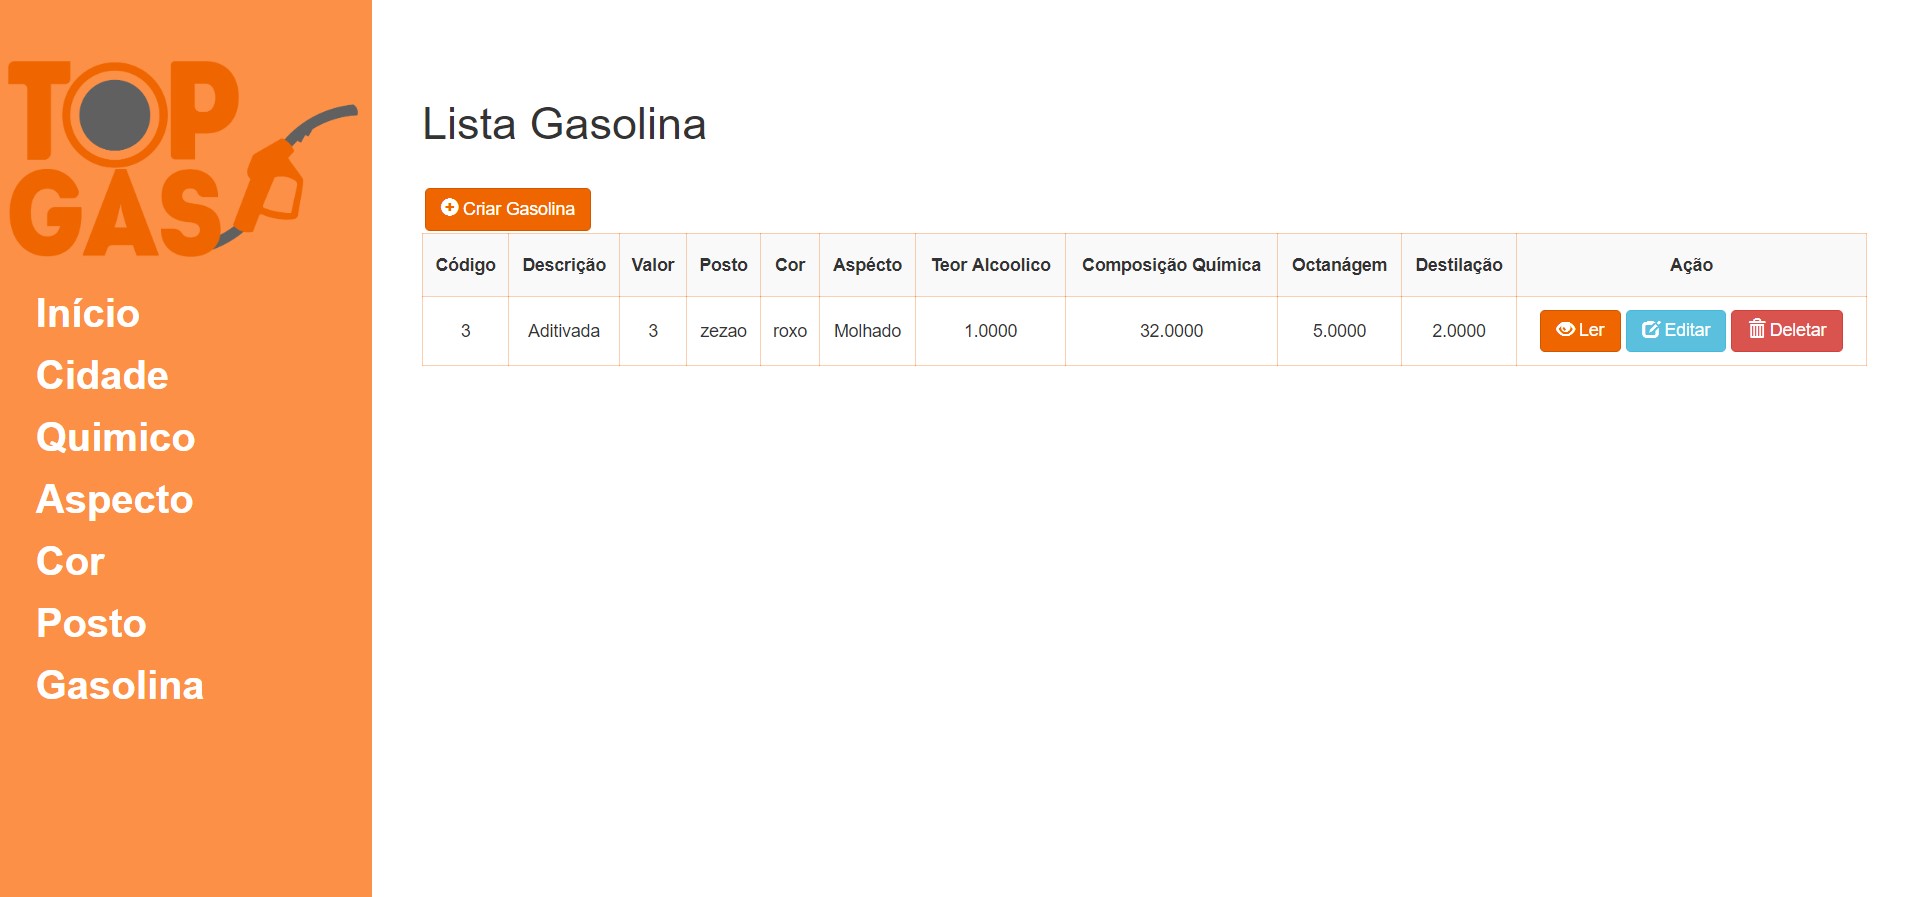 TOP
GAS
Início
Cidade
Quimico
Aspecto
Cor
Posto
Gasolina
Lista Gasolina
Criar Gasolina
Código Descrição Valor Posto Cor Aspécto Teor Alcoolico Composição Química Octanágem Destilação Ação
3 Aditivada 3 zezao roxo Molhado 1.0000 32.0000 5.0000 2.0000 Ler Editar Deletar